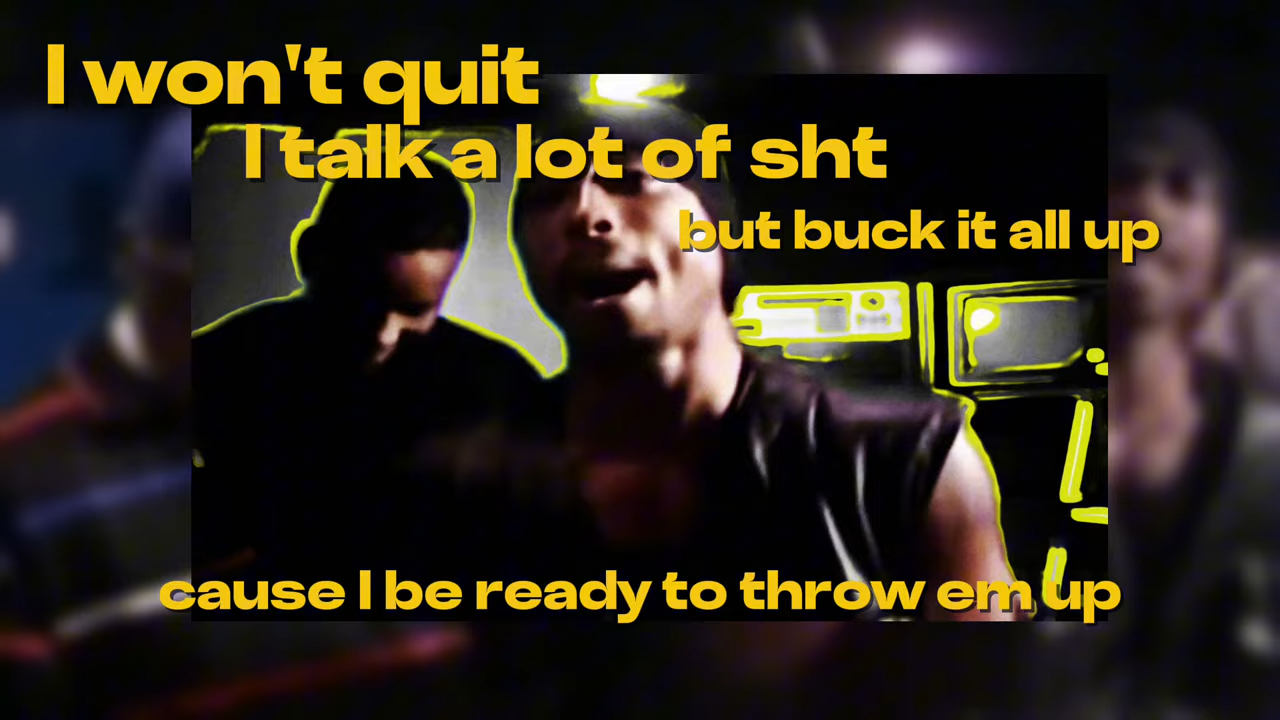 I won't quit
I talk a lot of sht
but buck it all up
cause I be ready to throw em up